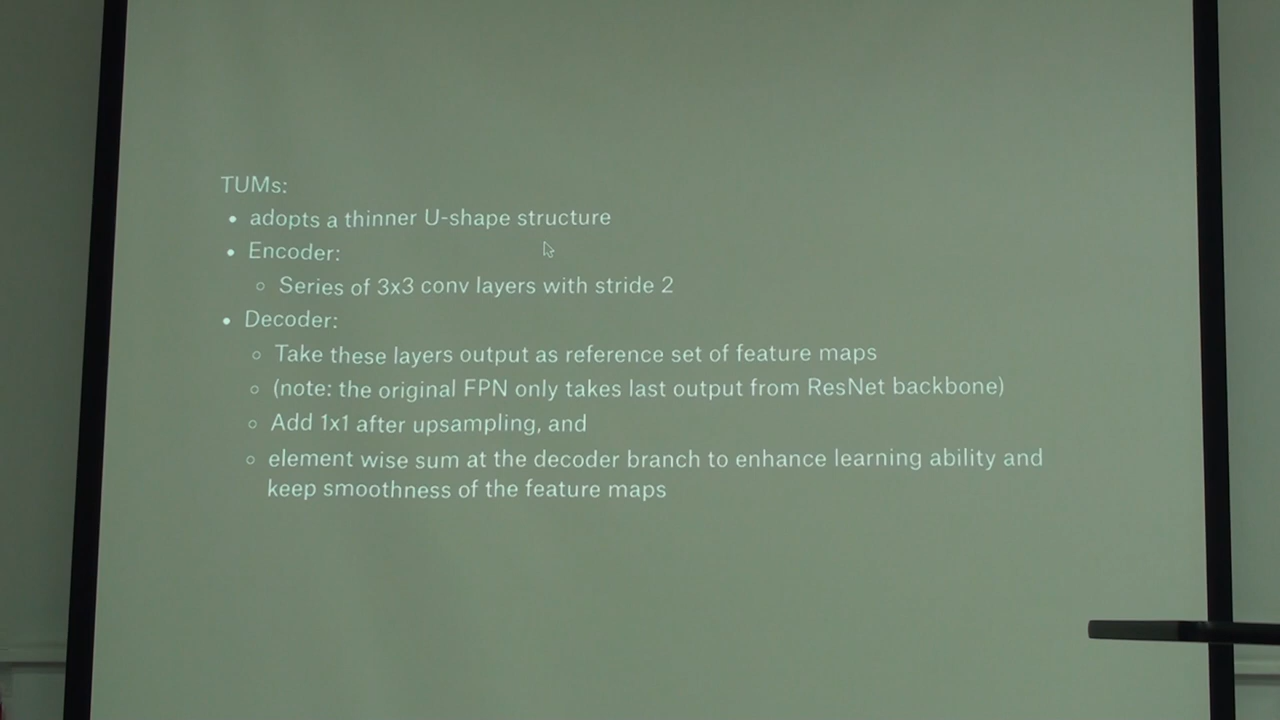 TUMs:
• adopts a thinner U-shape structure
• Encoder:
◦ Series of 3x3 conv layers with stride 2
• Decoder:
◦ Take these layers output as reference set of feature maps
◦ (note: the original FPN only takes last output from ResNet backbone)
◦ Add 1x1 after upsampling, and
◦ element wise sum at the decoder branch to enhance learning ability and
keep smoothness of the feature maps